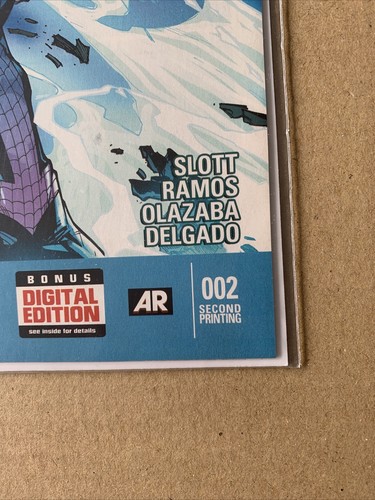 SLOTT
RAMOS
OLAZABA
DELGADO
BONUS
DIGITAL
EDITION
see inside for details
AR
002
SECOND
PRINTING